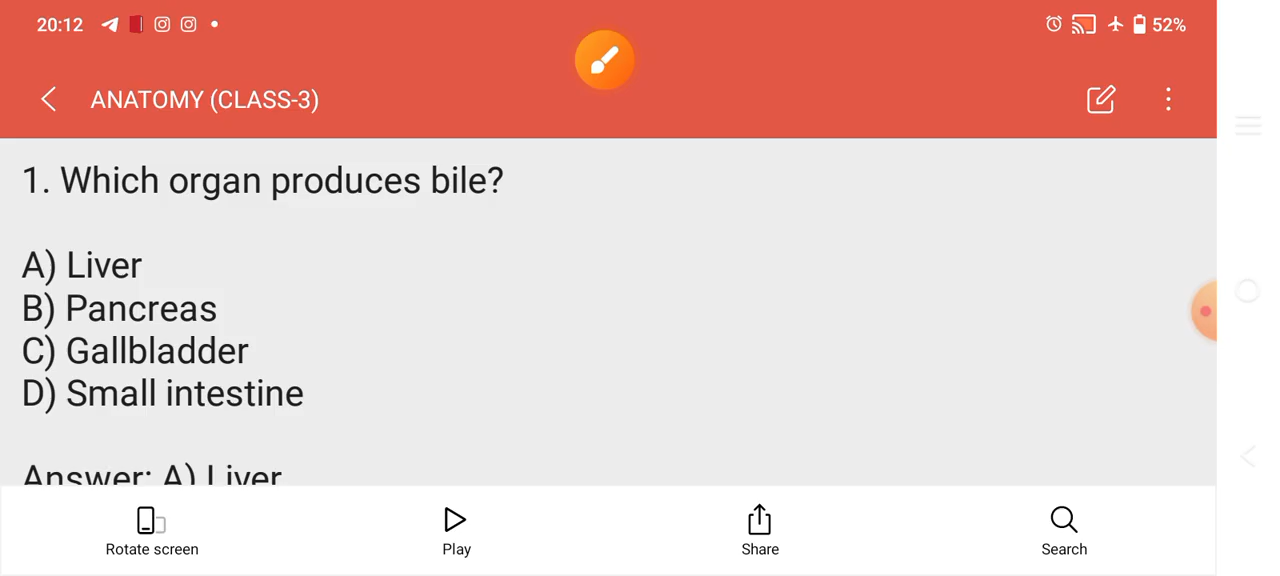 20:12
52%
ANATOMY (CLASS-3)
1. Which organ produces bile?
A) Liver
B) Pancreas
C) Gallbladder
D) Small intestine
Answer: A) Liver
Rotate screen
Play
Share
Search